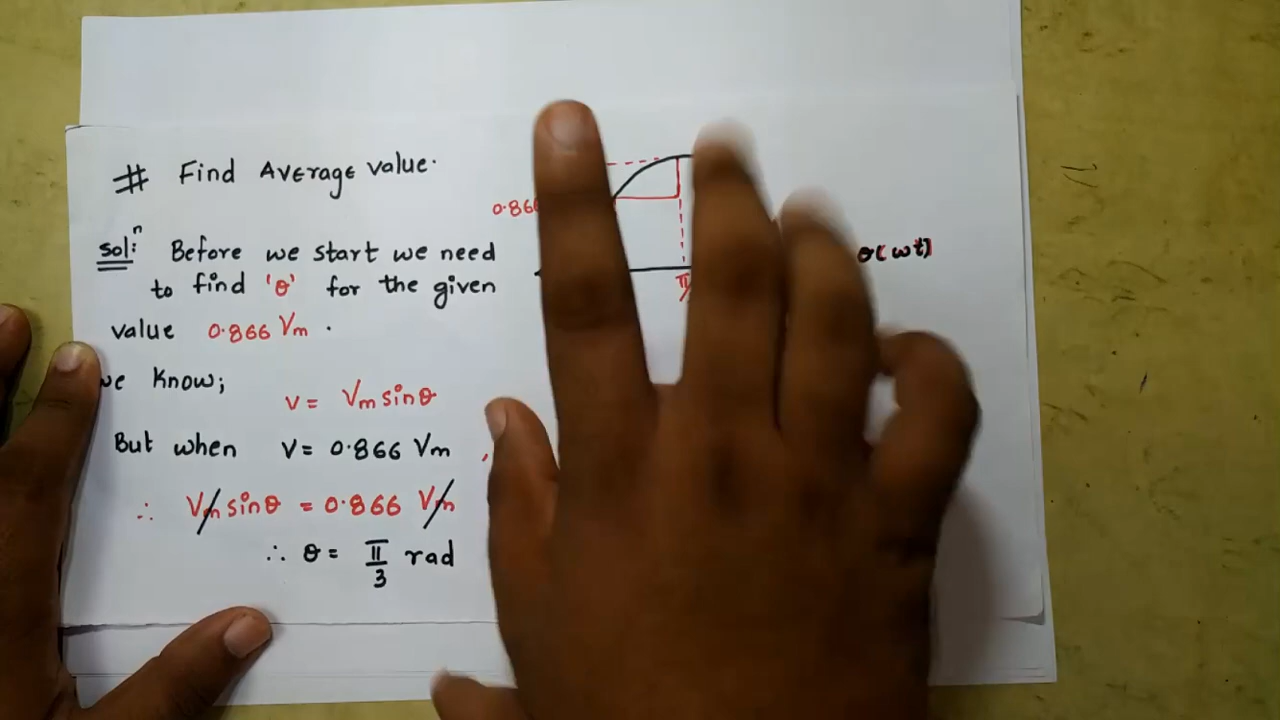 # Find Average value.
solⁿ: Before we start we need
to find 'θ' for the given
value 0.866 Vm .
we know;
v = Vm sinθ
But when v = 0.866 Vm ,
∴ Vm sinθ = 0.866 Vm
∴ θ = π/3 rad
0.866
π/
θ(ωt)